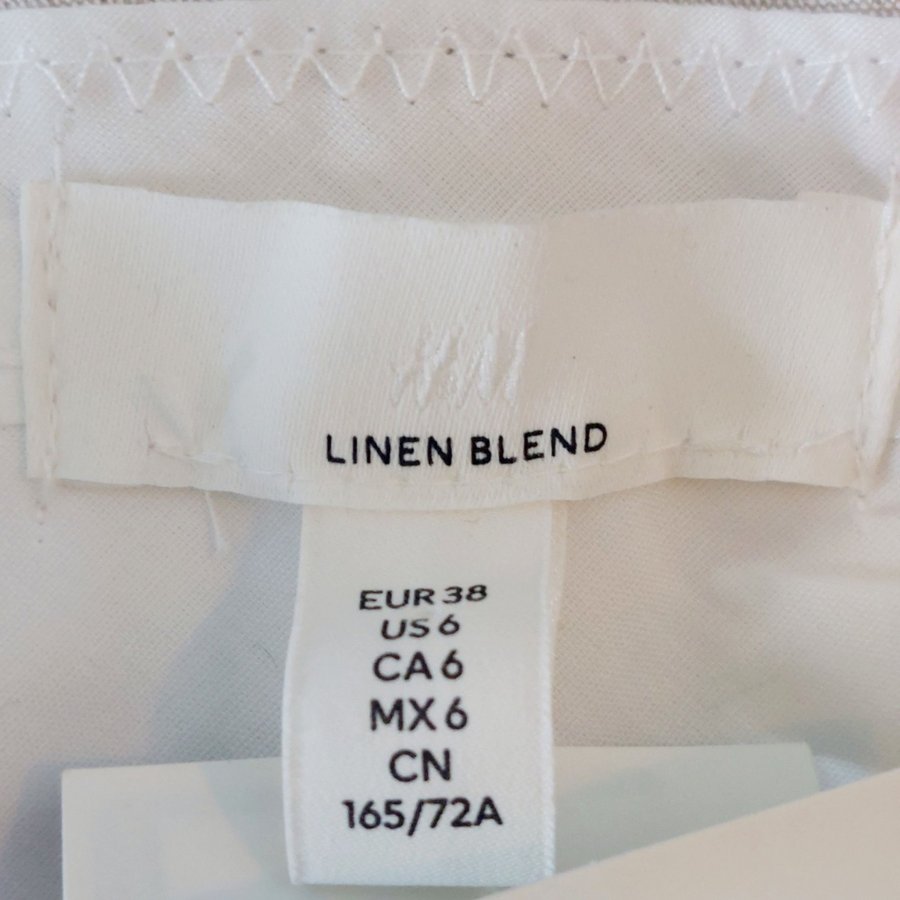 H&M
LINEN BLEND
EUR 38
US 6
CA 6
MX 6
CN
165/72A